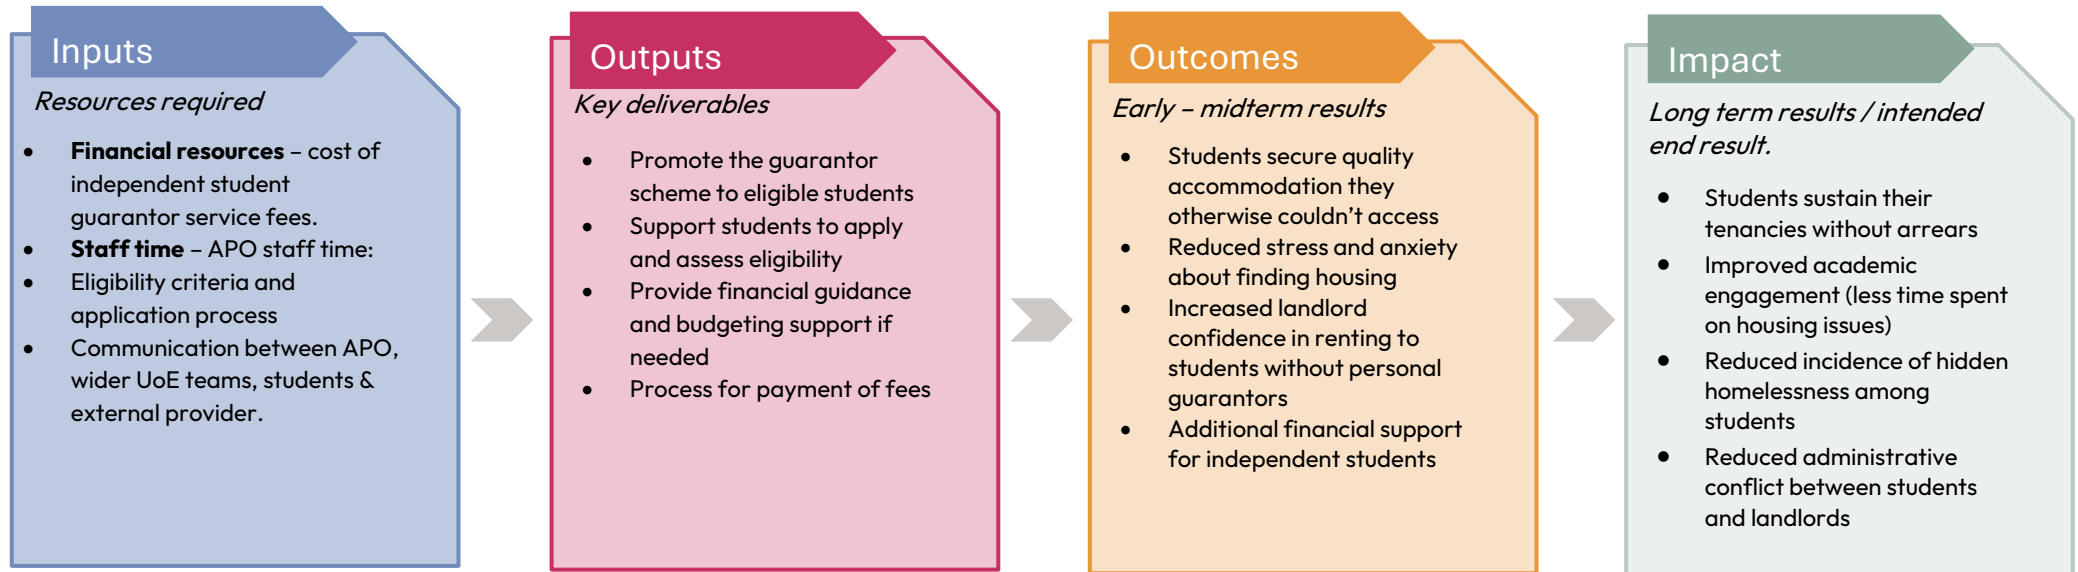 Inputs
Resources required
• Financial resources – cost of
independent student
guarantor service fees.
• Staff time – APO staff time:
• Eligibility criteria and
application process
• Communication between APO,
wider UoE teams, students &
external provider.
Outputs
Key deliverables
• Promote the guarantor
scheme to eligible students
• Support students to apply
and assess eligibility
• Provide financial guidance
and budgeting support if
needed
• Process for payment of fees
Outcomes
Early – midterm results
• Students secure quality
accommodation they
otherwise couldn't access
• Reduced stress and anxiety
about finding housing
• Increased landlord
confidence in renting to
students without personal
guarantors
• Additional financial support
for independent students
Impact
Long term results / intended
end result.
• Students sustain their
tenancies without arrears
• Improved academic
engagement (less time spent
on housing issues)
• Reduced incidence of hidden
homelessness among
students
• Reduced administrative
conflict between students
and landlords